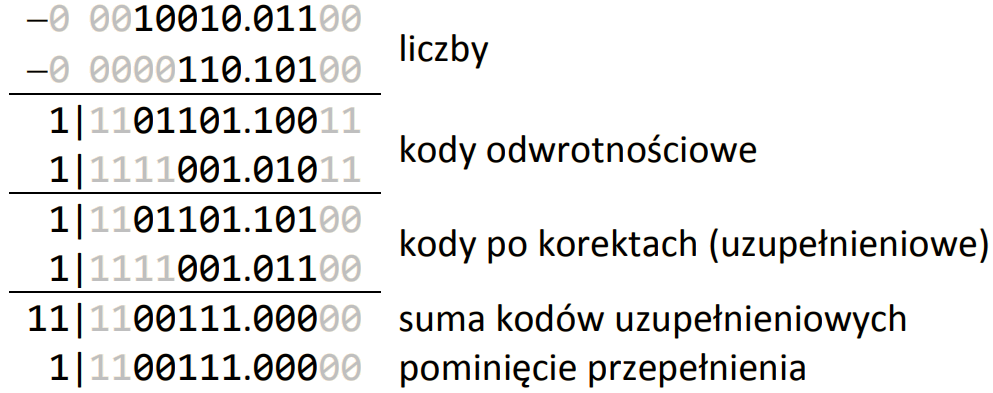 –0 0010010.01100
–0 0000110.10100
liczby
1|1101101.10011
1|1111001.01011
kody odwrotnościowe
1|1101101.10100
1|1111001.01100
kody po korektach (uzupełnieniowe)
11|1100111.00000 suma kodów uzupełnieniowych
1|1100111.00000 pominięcie przepełnienia